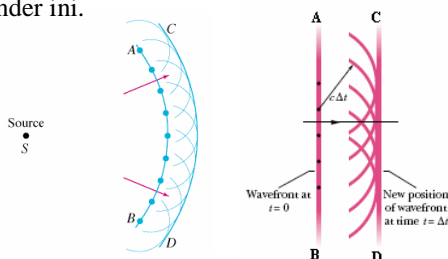 nder ini.
A
C
Source
S
B
D
A
C
cΔt
Wavefront at
t = 0
New position
of wavefront
at time t = Δt
B
D